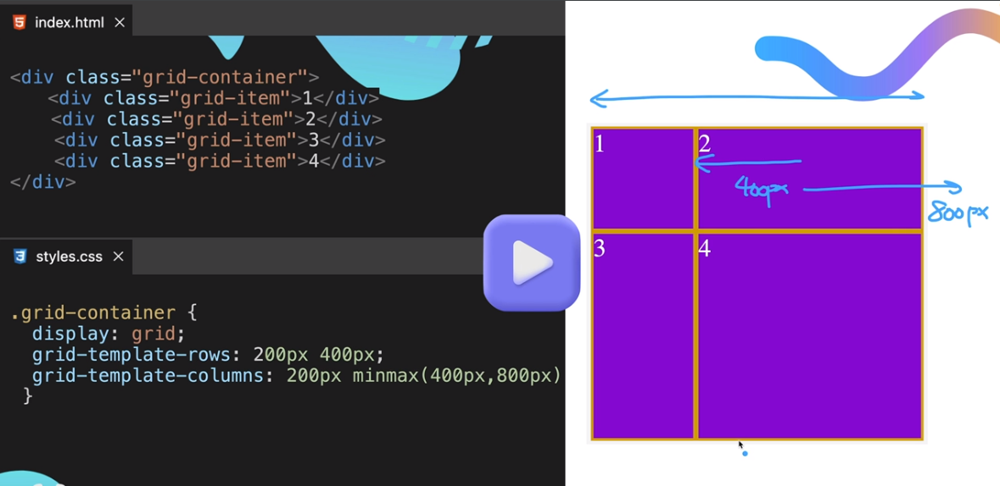 index.html
<div class="grid-container">
<div class="grid-item">1</div>
<div class="grid-item">2</div>
<div class="grid-item">3</div>
<div class="grid-item">4</div>
</div>
styles.css
.grid-container {
display: grid;
grid-template-rows: 200px 400px;
grid-template-columns: 200px minmax(400px,800px)
}
1 2
400px
800px
3 4